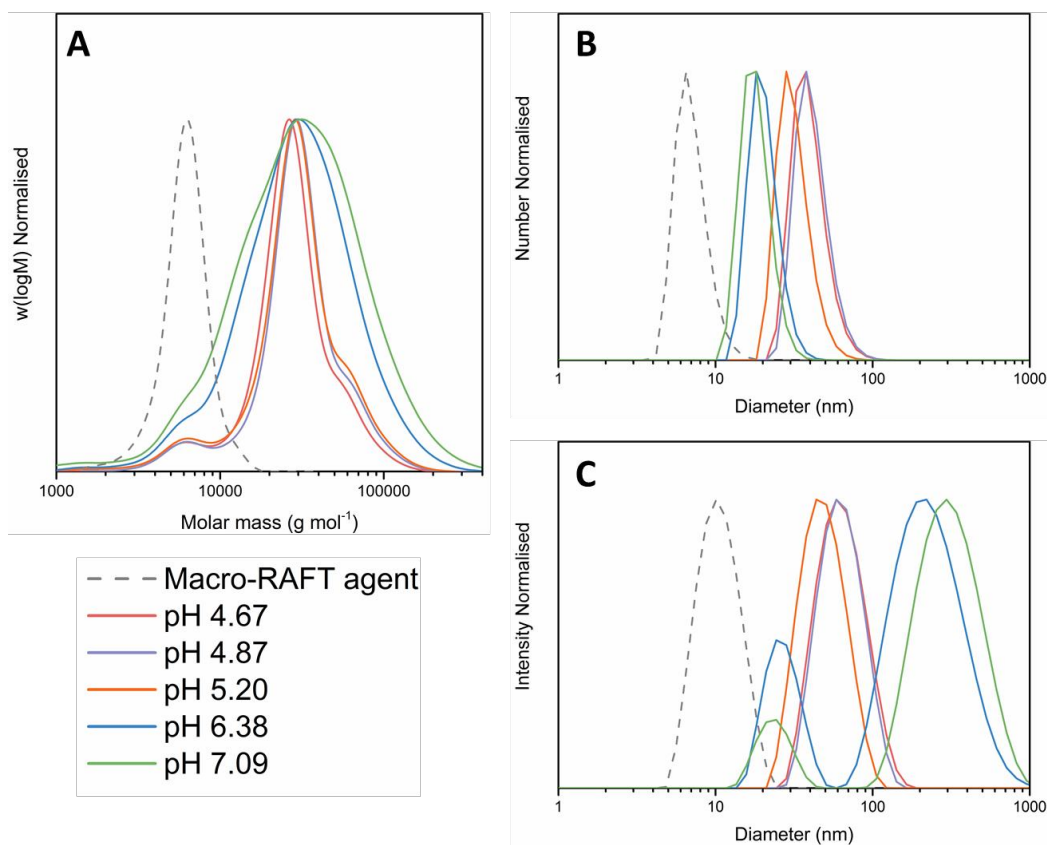 A
w(logM) Normalised
1000
10000
100000
Molar mass (g mol⁻¹)
B
Number Normalised
1
10
100
1000
Diameter (nm)
C
Intensity Normalised
1
10
100
1000
Diameter (nm)
Macro-RAFT agent
pH 4.67
pH 4.87
pH 5.20
pH 6.38
pH 7.09